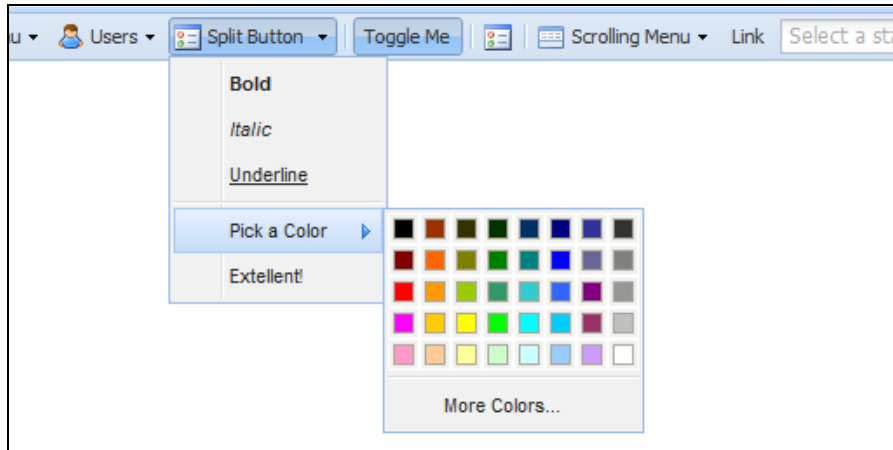 u Users Split Button Toggle Me Scrolling Menu Link Select a sta
Bold
Italic
Underline
Pick a Color
Extellent!
More Colors...